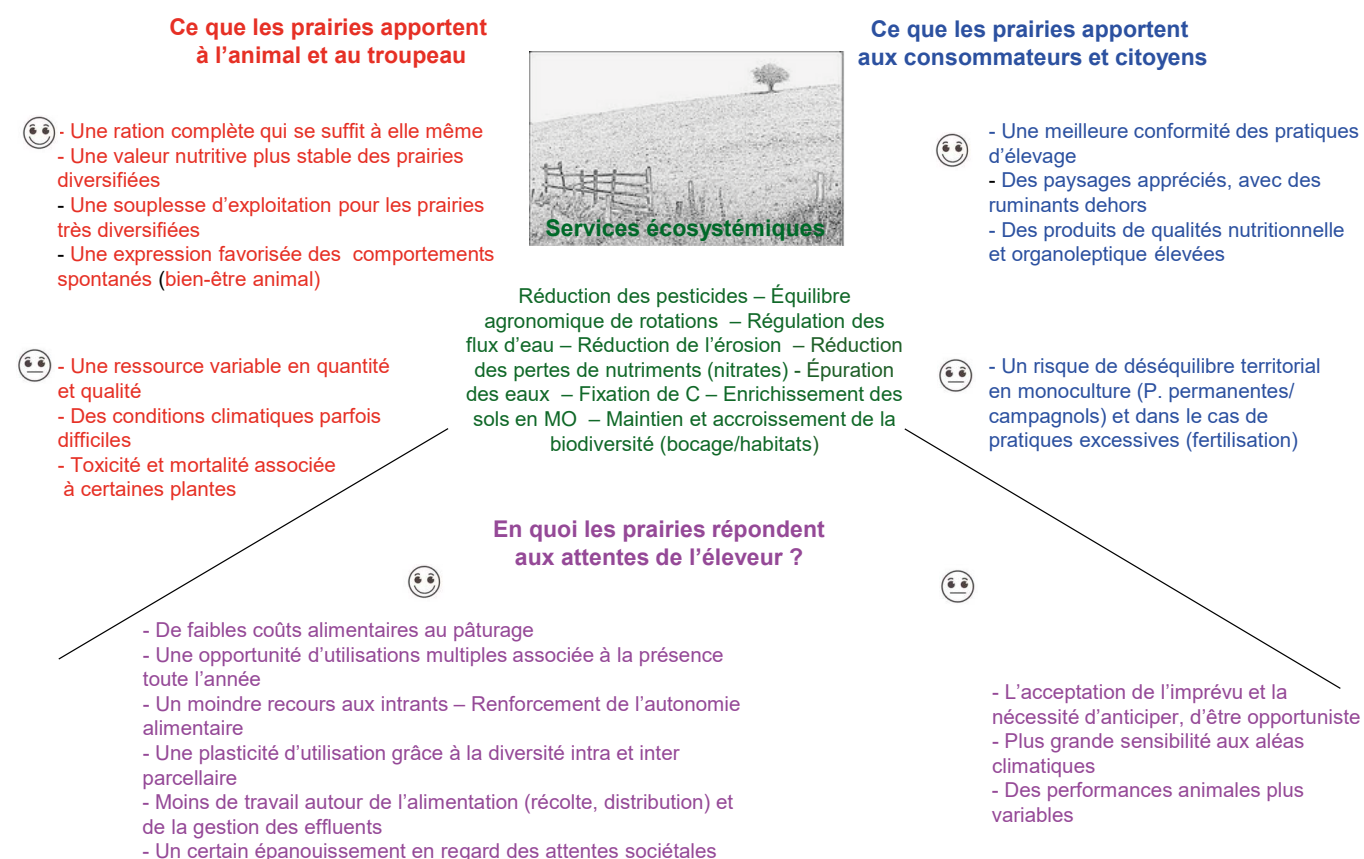 Ce que les prairies apportent
à l’animal et au troupeau
- Une ration complète qui se suffit à elle même
- Une valeur nutritive plus stable des prairies
diversifiées
- Une souplesse d’exploitation pour les prairies
très diversifiées
- Une expression favorisée des  comportements
spontanés (bien-être animal)
- Une ressource variable en quantité
et qualité
- Des conditions climatiques parfois
difficiles
- Toxicité et mortalité associée
à certaines plantes
Services écosystémiques
Réduction des pesticides – Équilibre
agronomique de rotations  – Régulation des
flux d’eau – Réduction de l’érosion  – Réduction
des pertes de nutriments (nitrates) - Épuration
des eaux  – Fixation de C – Enrichissement des
sols en MO  – Maintien et accroissement de la
biodiversité (bocage/habitats)
Ce que les prairies apportent
aux consommateurs et citoyens
- Une meilleure conformité des pratiques
d’élevage
- Des paysages appréciés, avec des
ruminants dehors
- Des produits de qualités nutritionnelle
et organoleptique élevées
- Un risque de déséquilibre territorial
en monoculture (P. permanentes/
campagnols) et dans le cas de
pratiques excessives (fertilisation)
En quoi les prairies répondent
aux attentes de l’éleveur ?
- De faibles coûts alimentaires au pâturage
- Une opportunité d’utilisations multiples associée à la présence
toute l’année
- Un moindre recours aux intrants – Renforcement de l’autonomie
alimentaire
- Une plasticité d’utilisation grâce à la diversité intra et inter
parcellaire
- Moins de travail autour de l’alimentation (récolte, distribution) et
de la gestion des effluents
- Un certain épanouissement en regard des attentes sociétales
- L’acceptation de l’imprévu et la
nécessité d’anticiper, d’être opportuniste
- Plus grande sensibilité aux aléas
climatiques
- Des performances animales plus
variables